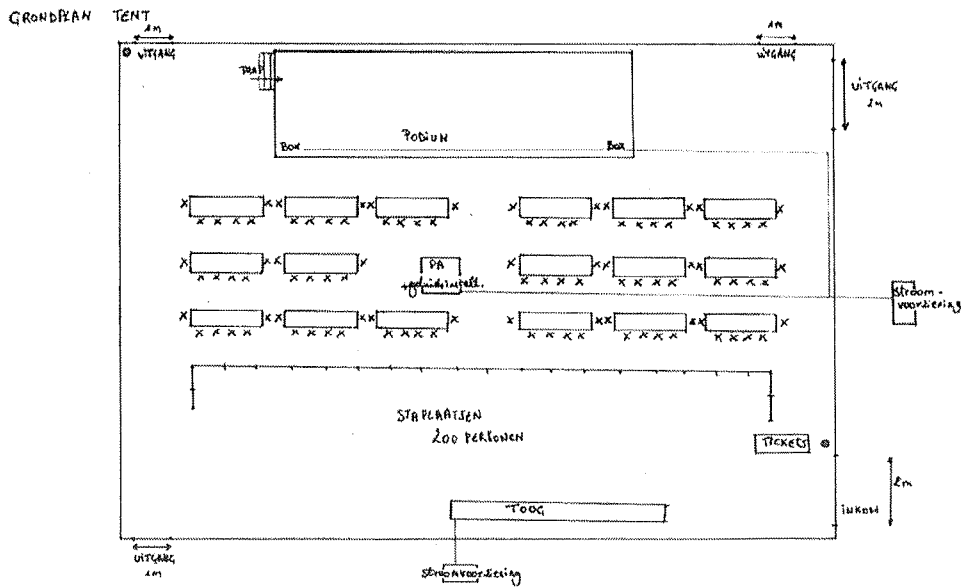 GRONDPLAN TENT
1m
1m
UITGANG
UITGANG
UITGANG
2m
TRAP
PODIUM
BOX
BOX
PA
+geluidsinstall.
stroom-
voorziening
STAPLAATSEN
200 PERSONEN
TICKETS
2m
TOOG
INKOM
UITGANG
1m
stroomvoorziening